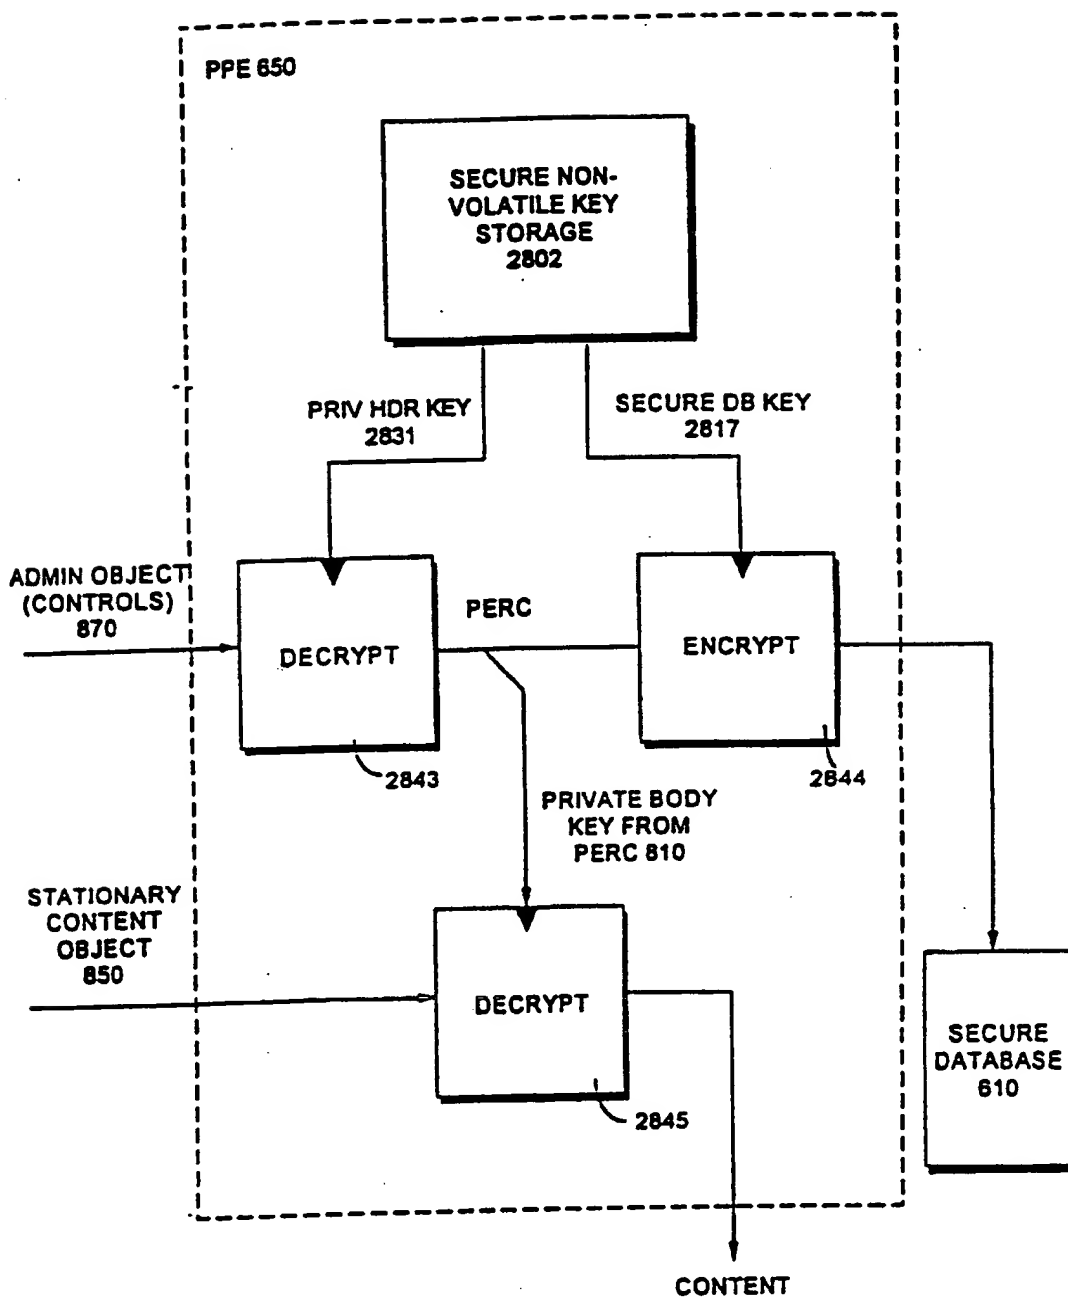 PPE 650
SECURE NON-
VOLATILE KEY
STORAGE
2802
PRIV HDR KEY
2831
SECURE DB KEY
2817
ADMIN OBJECT
(CONTROLS)
870
DECRYPT
PERC
ENCRYPT
2843
2844
PRIVATE BODY
KEY FROM
PERC 810
STATIONARY
CONTENT
OBJECT
850
DECRYPT
2845
SECURE
DATABASE
610
CONTENT